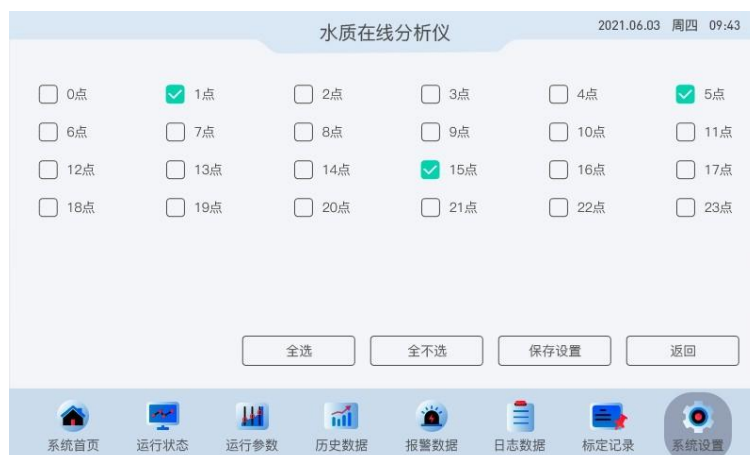 水质在线分析仪 2021.06.03 周四 09:43
0点 1点 2点 3点 4点 5点
6点 7点 8点 9点 10点 11点
12点 13点 14点 15点 16点 17点
18点 19点 20点 21点 22点 23点
全选 全不选 保存设置 返回
系统首页 运行状态 运行参数 历史数据 报警数据 日志数据 标定记录 系统设置